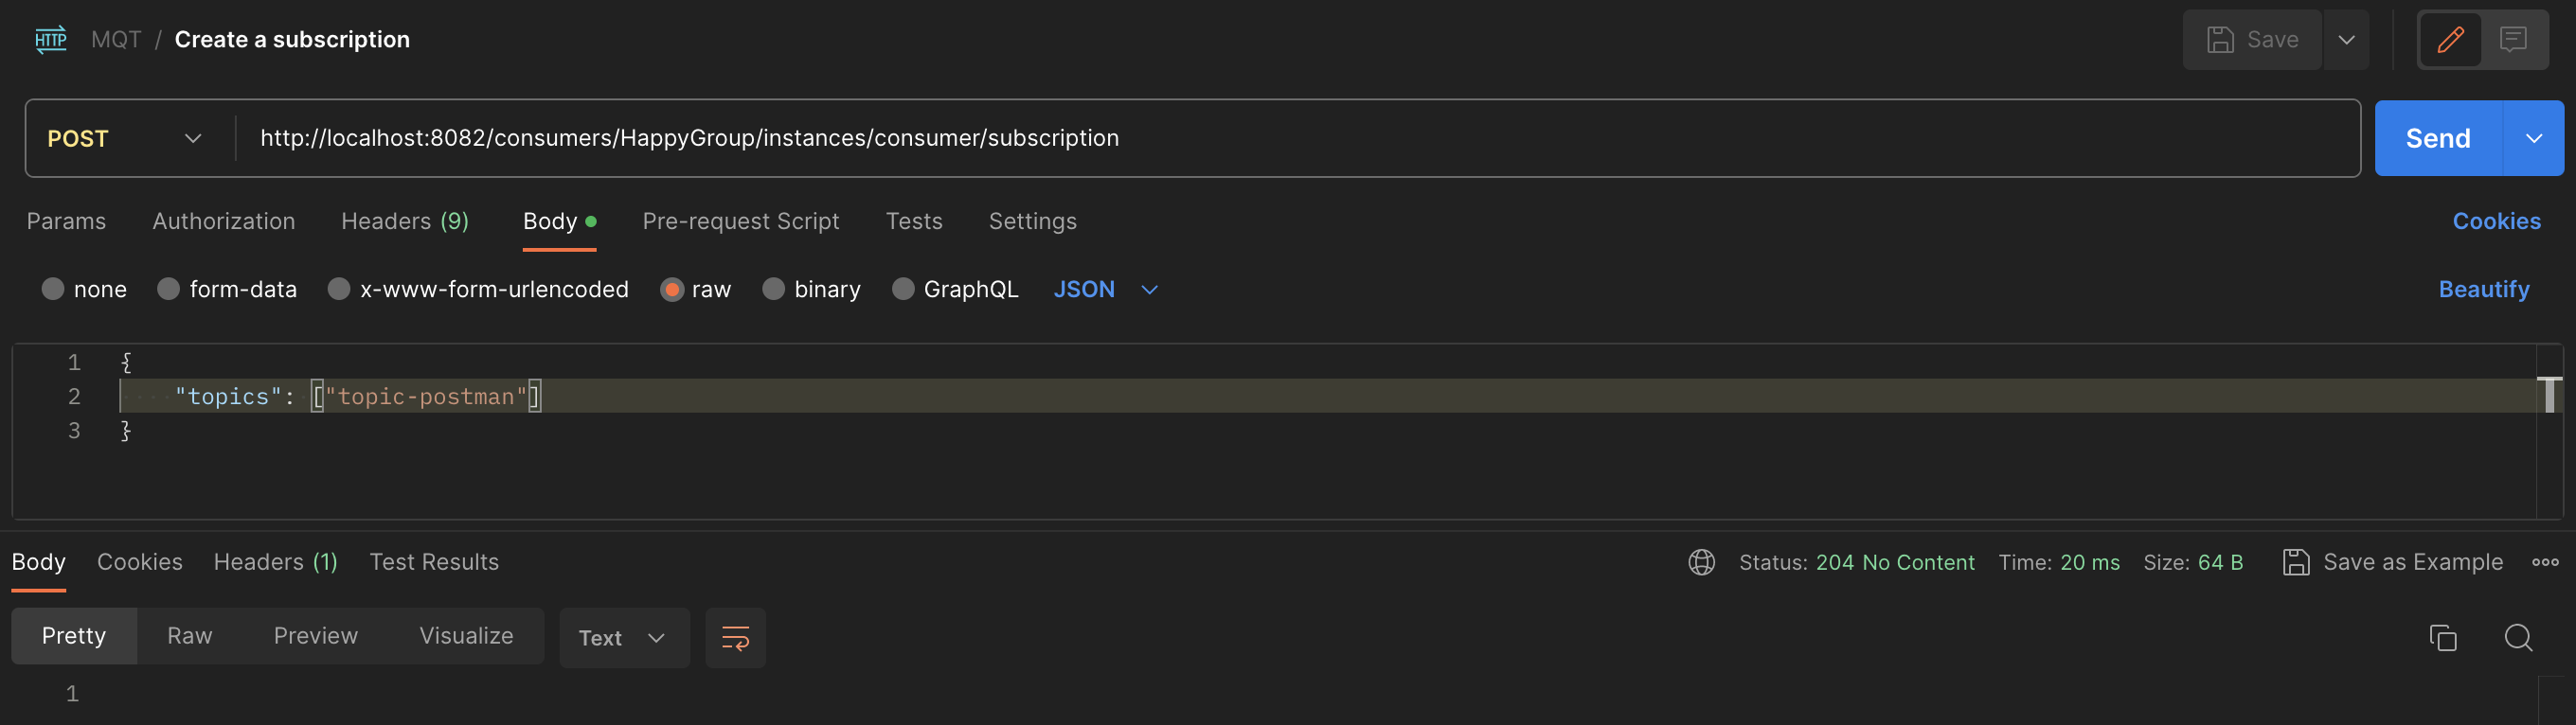 HTTP MQT / Create a subscription Save
POST http://localhost:8082/consumers/HappyGroup/instances/consumer/subscription Send
Params Authorization Headers (9) Body Pre-request Script Tests Settings Cookies
none form-data x-www-form-urlencoded raw binary GraphQL JSON Beautify
1 {
2 "topics": ["topic-postman"]
3 }
Body Cookies Headers (1) Test Results Status: 204 No Content Time: 20 ms Size: 64 B Save as Example
Pretty Raw Preview Visualize Text
1